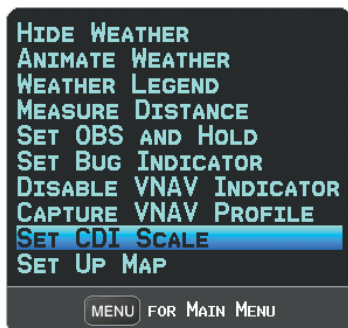 Hide Weather
Animate Weather
Weather Legend
Measure Distance
Set OBS and Hold
Set Bug Indicator
Disable VNAV Indicator
Capture VNAV Profile
Set CDI Scale
Set Up Map
MENU for Main Menu